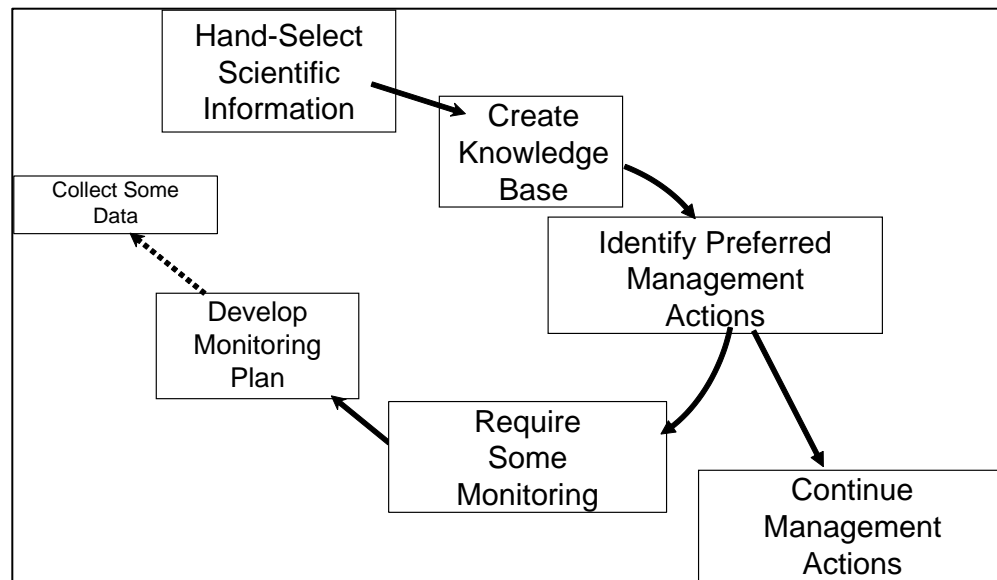 Hand-Select
Scientific
Information
Create
Knowledge
Base
Identify Preferred
Management
Actions
Continue
Management
Actions
Require
Some
Monitoring
Develop
Monitoring
Plan
Collect Some
Data